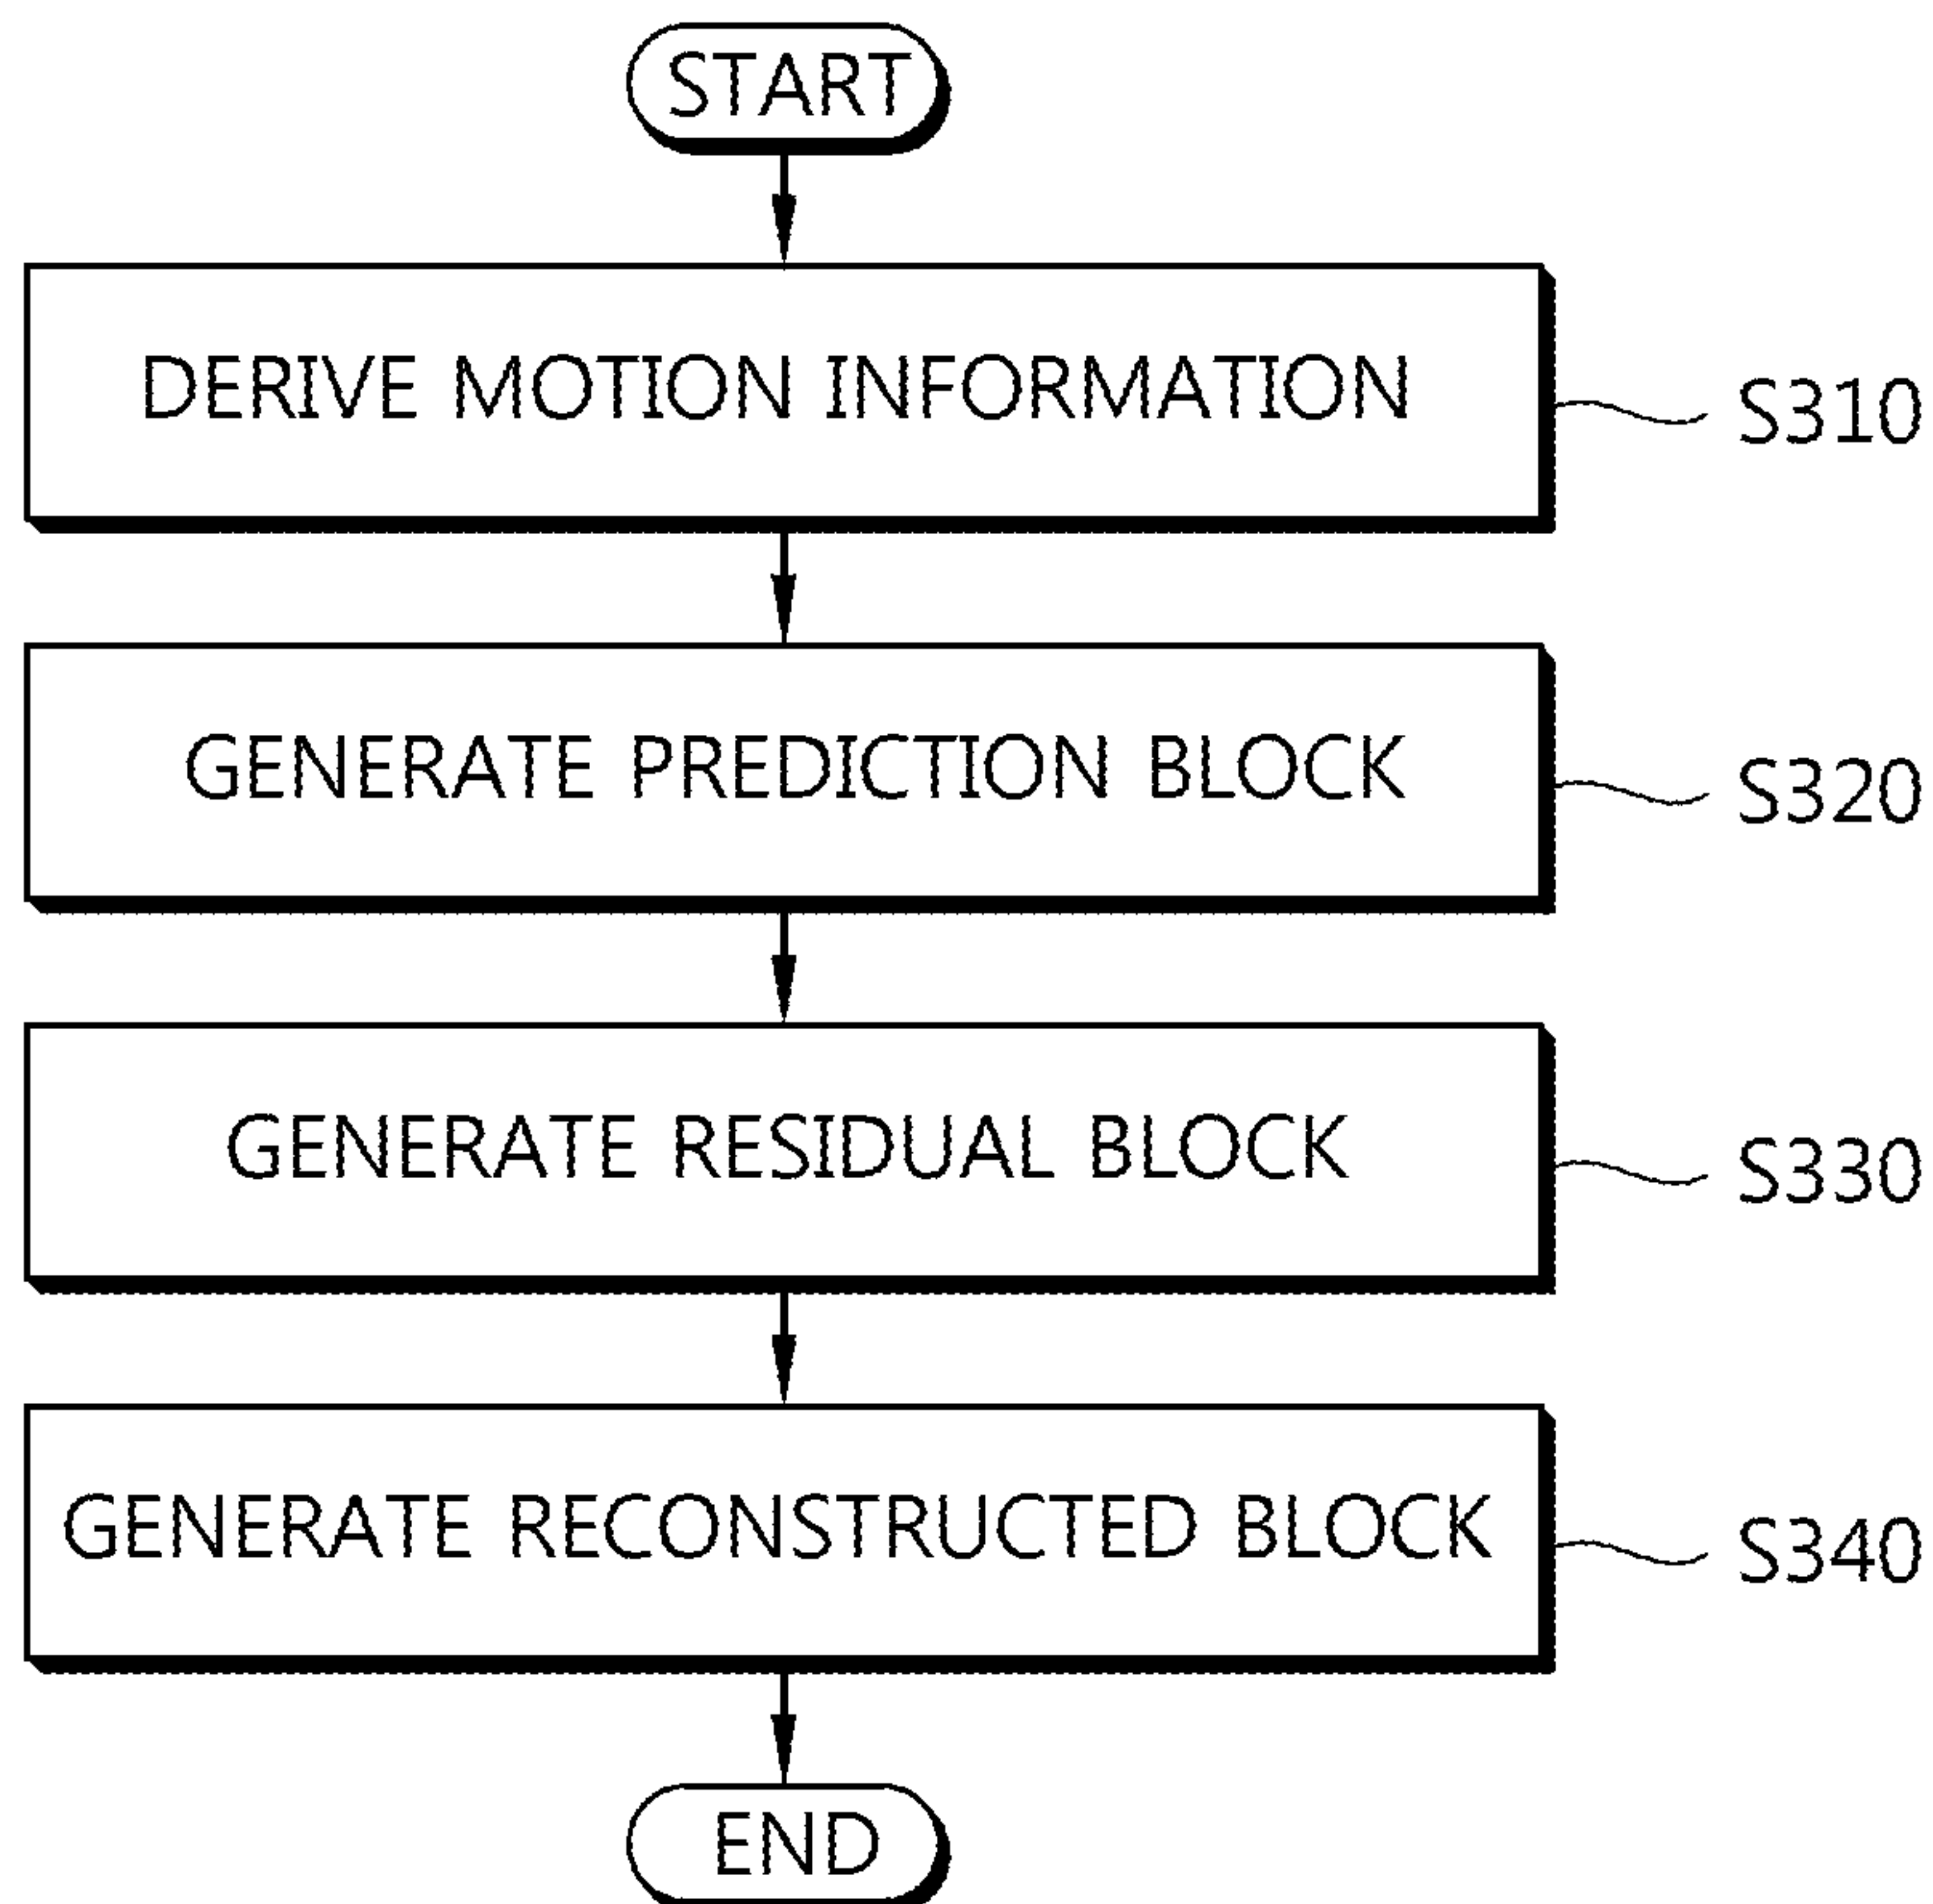 START
DERIVE MOTION INFORMATION
S310
GENERATE PREDICTION BLOCK
S320
GENERATE RESIDUAL BLOCK
S330
GENERATE RECONSTRUCTED BLOCK
S340
END